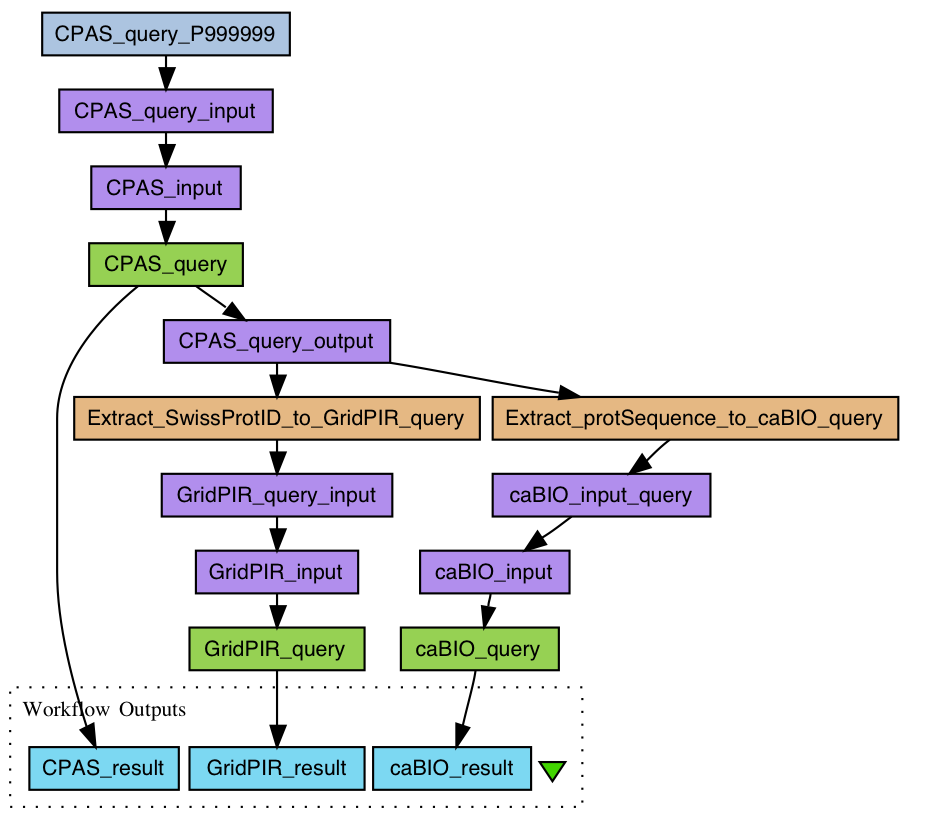 CPAS_query_P999999
CPAS_query_input
CPAS_input
CPAS_query
CPAS_query_output
Extract_SwissProtID_to_GridPIR_query
Extract_protSequence_to_caBIO_query
GridPIR_query_input
caBIO_input_query
GridPIR_input
caBIO_input
GridPIR_query
caBIO_query
Workflow Outputs
CPAS_result
GridPIR_result
caBIO_result